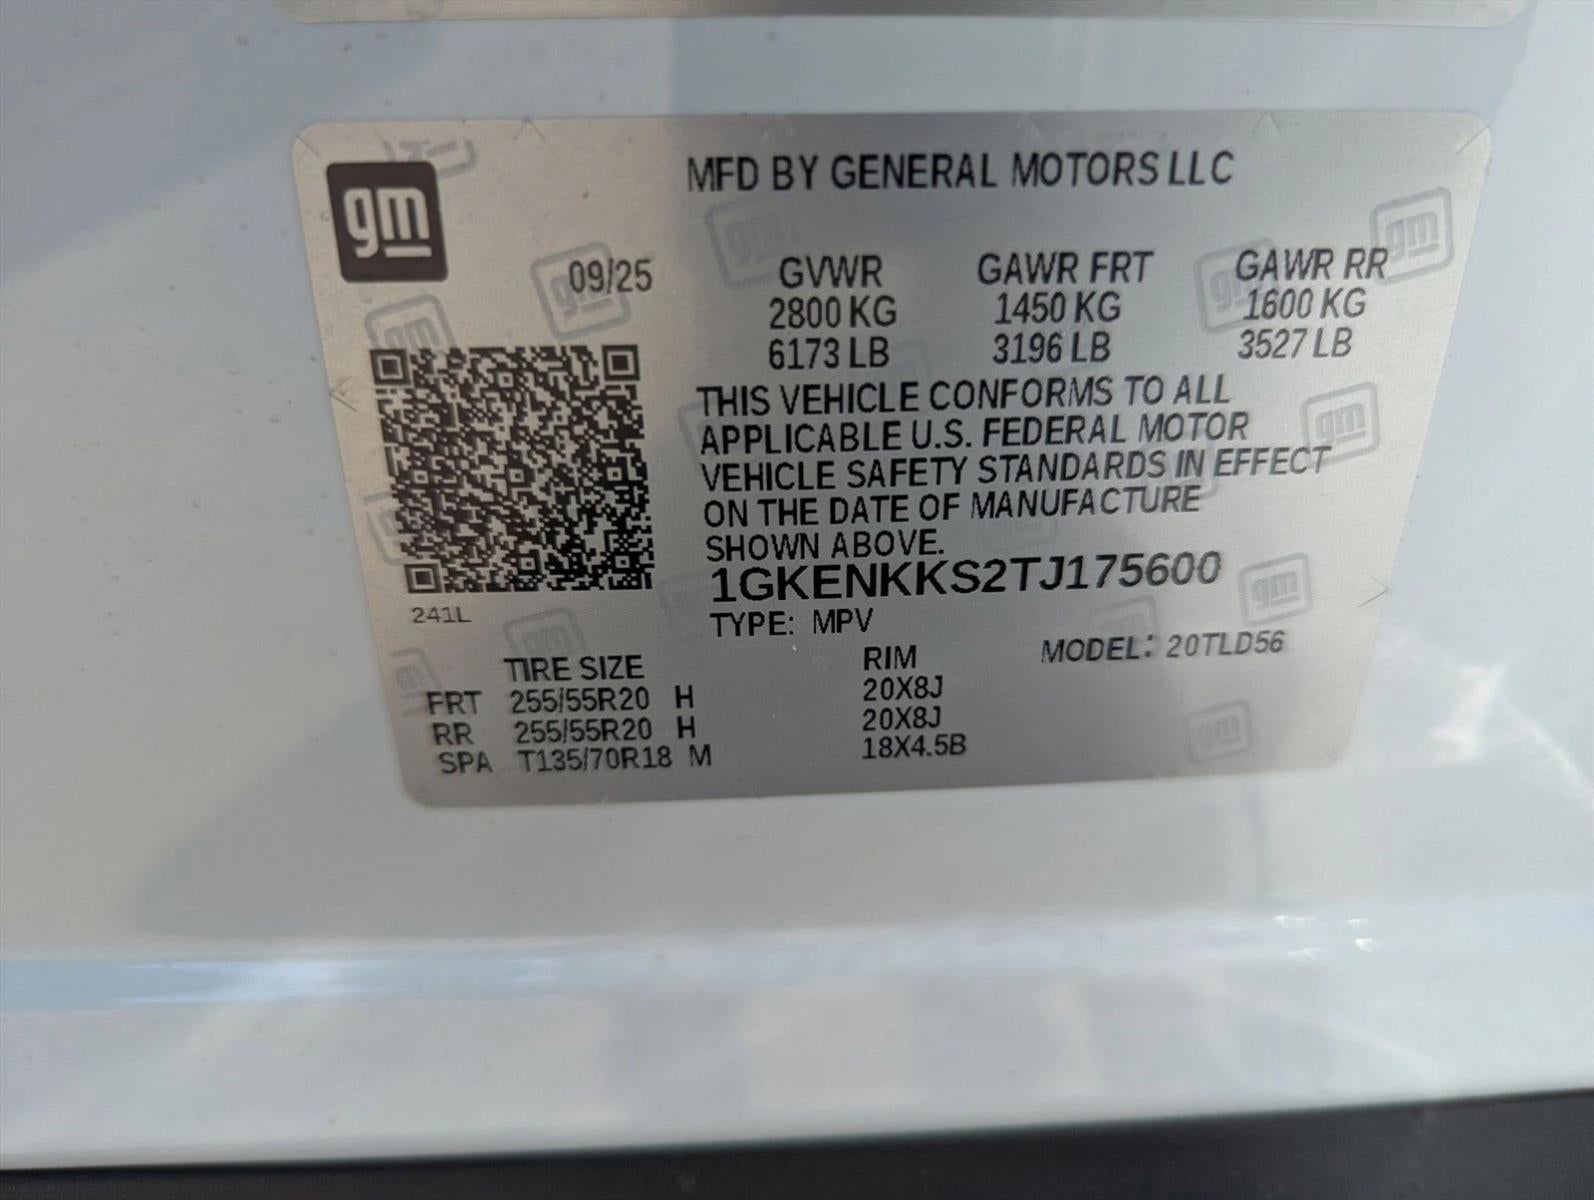 gm
MFD BY GENERAL MOTORS LLC
09/25 GVWR GAWR FRT GAWR RR
2800 KG 1450 KG 1600 KG
6173 LB 3196 LB 3527 LB
THIS VEHICLE CONFORMS TO ALL
APPLICABLE U.S. FEDERAL MOTOR
VEHICLE SAFETY STANDARDS IN EFFECT
ON THE DATE OF MANUFACTURE
SHOWN ABOVE.
1GKENKKS2TJ175600
241L
TYPE: MPV MODEL: 20TLD56
TIRE SIZE RIM
FRT 255/55R20 H 20X8J
RR 255/55R20 H 20X8J
SPA T135/70R18 M 18X4.5B